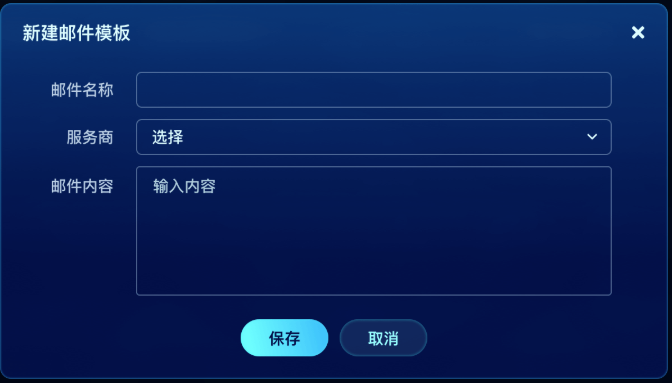 新建邮件模板
邮件名称
服务商
选择
邮件内容
输入内容
保存
取消